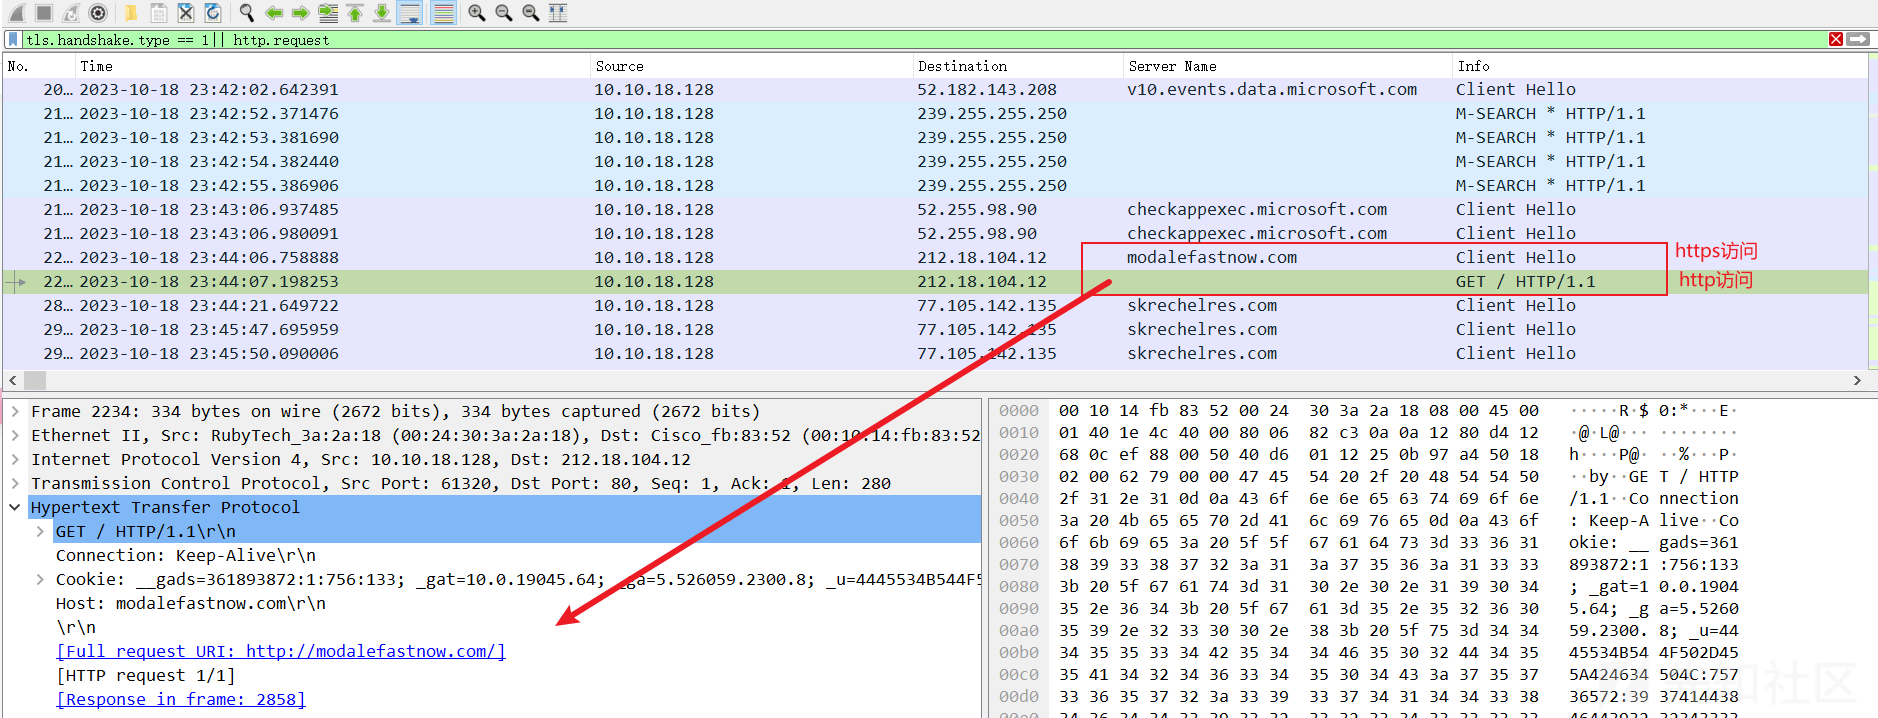 tls.handshake.type == 1|| http.request
No. Time Source Destination Server Name Info
20… 2023-10-18 23:42:02.642391 10.10.18.128 52.182.143.208 v10.events.data.microsoft.com Client Hello
21… 2023-10-18 23:42:52.371476 10.10.18.128 239.255.255.250 M-SEARCH * HTTP/1.1
21… 2023-10-18 23:42:53.381690 10.10.18.128 239.255.255.250 M-SEARCH * HTTP/1.1
21… 2023-10-18 23:42:54.382440 10.10.18.128 239.255.255.250 M-SEARCH * HTTP/1.1
21… 2023-10-18 23:42:55.386906 10.10.18.128 239.255.255.250 M-SEARCH * HTTP/1.1
21… 2023-10-18 23:43:06.937485 10.10.18.128 52.255.98.90 checkappexec.microsoft.com Client Hello
21… 2023-10-18 23:43:06.980091 10.10.18.128 52.255.98.90 checkappexec.microsoft.com Client Hello
22… 2023-10-18 23:44:06.758888 10.10.18.128 212.18.104.12 modalefastnow.com Client Hello https访问
22… 2023-10-18 23:44:07.198253 10.10.18.128 212.18.104.12 GET / HTTP/1.1 http访问
28… 2023-10-18 23:44:21.649722 10.10.18.128 77.105.142.135 skrechelres.com Client Hello
29… 2023-10-18 23:45:47.695959 10.10.18.128 77.105.142.135 skrechelres.com Client Hello
29… 2023-10-18 23:45:50.090006 10.10.18.128 77.105.142.135 skrechelres.com Client Hello
Frame 2234: 334 bytes on wire (2672 bits), 334 bytes captured (2672 bits)
Ethernet II, Src: RubyTech_3a:2a:18 (00:24:30:3a:2a:18), Dst: Cisco_fb:83:52 (00:10:14:fb:83:52
Internet Protocol Version 4, Src: 10.10.18.128, Dst: 212.18.104.12
Transmission Control Protocol, Src Port: 61320, Dst Port: 80, Seq: 1, Ack: 1, Len: 280
Hypertext Transfer Protocol
GET / HTTP/1.1\r\n
Connection: Keep-Alive\r\n
Cookie: __gads=361893872:1:756:133; _gat=10.0.19045.64; _ga=5.526059.2300.8; _u=4445534B544F5
Host: modalefastnow.com\r\n
\r\n
[Full request URI: http://modalefastnow.com/]
[HTTP request 1/1]
[Response in frame: 2858]
0000 00 10 14 fb 83 52 00 24 30 3a 2a 18 08 00 45 00 ·····R·$ 0:*···E·
0010 01 40 1e 4c 40 00 80 06 82 c3 0a 0a 12 80 d4 12 ·@·L@··· ········
0020 68 0c ef 88 00 50 40 d6 01 12 25 0b 97 a4 50 18 h····P@· ··%···P·
0030 02 00 62 79 00 00 47 45 54 20 2f 20 48 54 54 50 ··by··GE T / HTTP
0040 2f 31 2e 31 0d 0a 43 6f 6e 6e 65 63 74 69 6f 6e /1.1··Co nnection
0050 3a 20 4b 65 65 70 2d 41 6c 69 76 65 0d 0a 43 6f : Keep-A live··Co
0060 6f 6b 69 65 3a 20 5f 5f 67 61 64 73 3d 33 36 31 okie: __ gads=361
0070 38 39 33 38 37 32 3a 31 3a 37 35 36 3a 31 33 33 893872:1 :756:133
0080 3b 20 5f 67 61 74 3d 31 30 2e 30 2e 31 39 30 34 ; _gat=1 0.0.1904
0090 35 2e 36 34 3b 20 5f 67 61 3d 35 2e 35 32 36 30 5.64; _g a=5.5260
00a0 35 39 2e 32 33 30 30 2e 38 3b 20 5f 75 3d 34 34 59.2300. 8; _u=44
00b0 34 35 35 33 34 42 35 34 34 46 35 30 32 44 34 35 45534B54 4F502D45
00c0 35 41 34 32 34 36 33 34 35 30 34 43 3a 37 35 37 5A424634 504C:757
00d0 33 36 35 37 32 3a 33 39 33 37 34 31 34 34 33 38 36572:39 37414438